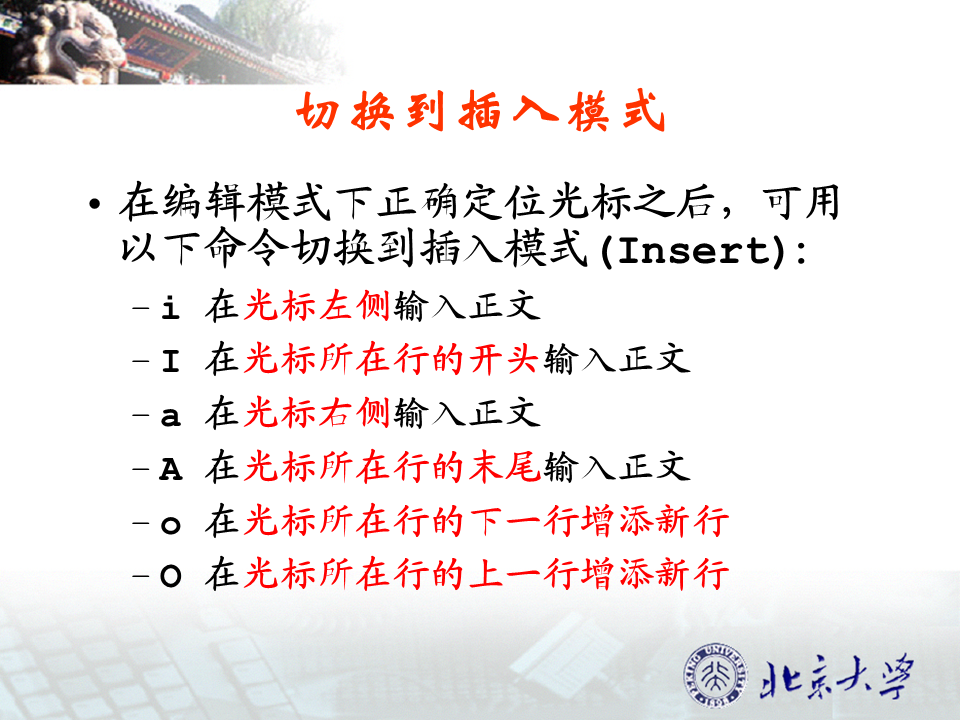 切换到插入模式
• 在编辑模式下正确定位光标之后，可用
以下命令切换到插入模式(Insert)：
– i 在光标左侧输入正文
– I 在光标所在行的开头输入正文
– a 在光标右侧输入正文
– A 在光标所在行的末尾输入正文
– o 在光标所在行的下一行增添新行
– O 在光标所在行的上一行增添新行
PEKING UNIVERSITY
1898
北京大学